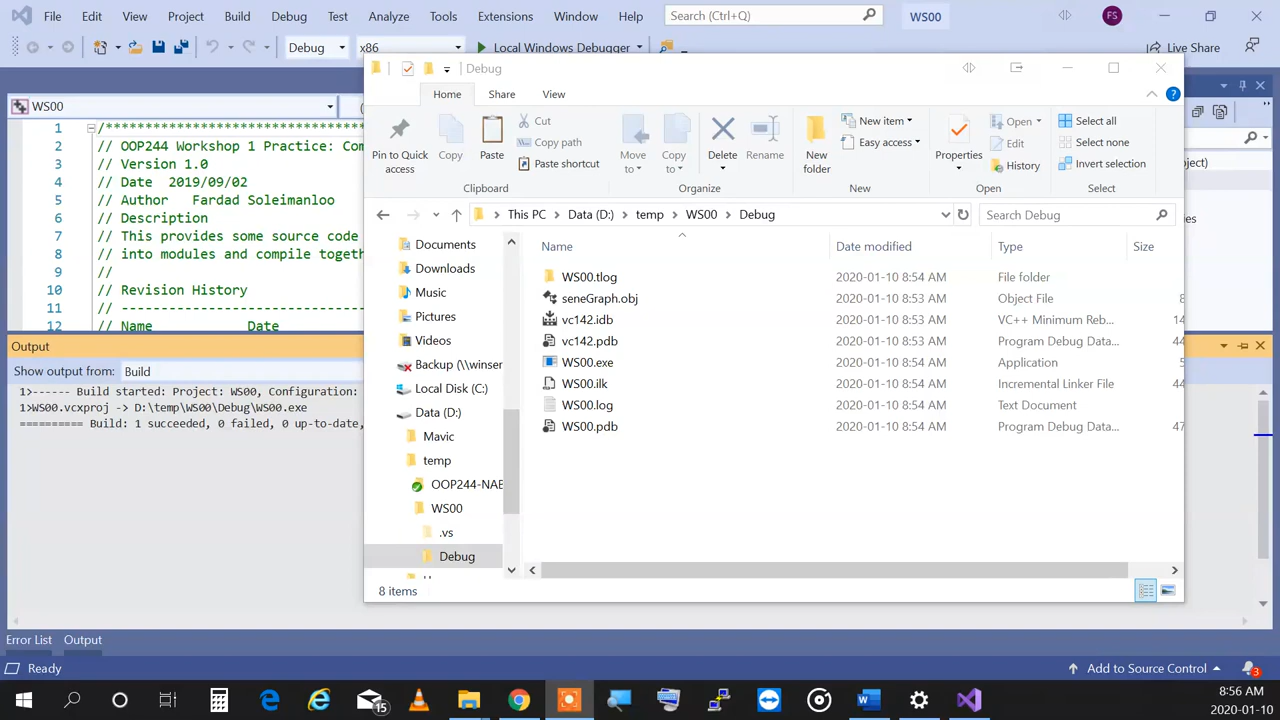 File Edit View Project Build Debug Test Analyze Tools Extensions Window Help Search (Ctrl+Q) WS00 FS
Debug x86 Local Windows Debugger Live Share
Debug
WS00
Home Share View
1 /****************************************
2 // OOP244 Workshop 1 Practice: Com
3 // Version 1.0
4 // Date 2019/09/02
5 // Author Fardad Soleimanloo
6 // Description
7 // This provides some source code
8 // into modules and compile togeth
9 //
10 // Revision History
11 // -----------------------------
12 // Name Date
Pin to Quick access
Copy
Paste
Cut
Copy path
Paste shortcut
Clipboard
Move to
Copy to
Delete
Rename
Organize
New folder
New item
Easy access
New
Properties
Open
Edit
History
Open
Select all
Select none
Invert selection
Select
This PC > Data (D:) > temp > WS00 > Debug
Search Debug
Documents
Downloads
Music
Pictures
Videos
Backup (\\winser
Local Disk (C:)
Data (D:)
Mavic
temp
OOP244-NAE
WS00
.vs
Debug
Name Date modified Type Size
WS00.tlog 2020-01-10 8:54 AM File folder
seneGraph.obj 2020-01-10 8:53 AM Object File 8
vc142.idb 2020-01-10 8:53 AM VC++ Minimum Reb... 14
vc142.pdb 2020-01-10 8:53 AM Program Debug Data... 44
WS00.exe 2020-01-10 8:54 AM Application 5
WS00.ilk 2020-01-10 8:54 AM Incremental Linker File 44
WS00.log 2020-01-10 8:54 AM Text Document
WS00.pdb 2020-01-10 8:54 AM Program Debug Data... 47
8 items
Output
Show output from: Build
1>------ Build started: Project: WS00, Configuration:
1>WS00.vcxproj -> D:\temp\WS00\Debug\WS00.exe
========== Build: 1 succeeded, 0 failed, 0 up-to-date,
Error List Output
Ready
Add to Source Control
3
15
8:56 AM
2020-01-10